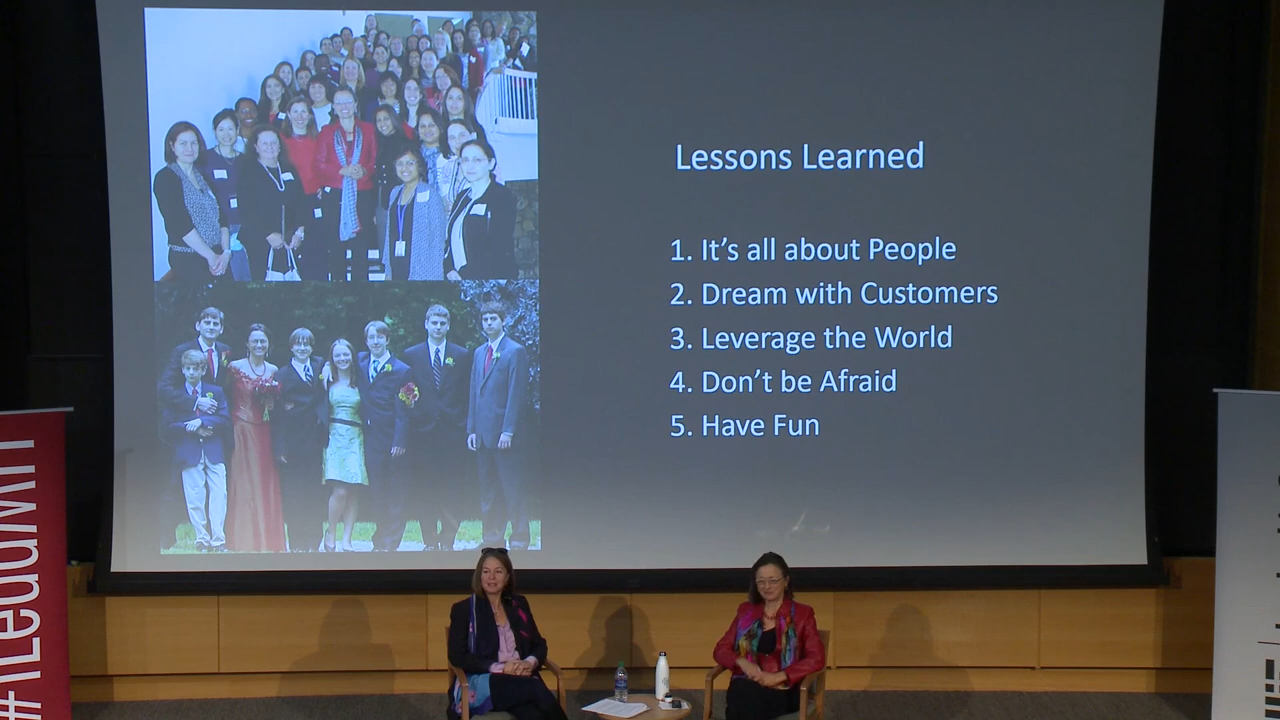 Lessons Learned
1. It's all about People
2. Dream with Customers
3. Leverage the World
4. Don't be Afraid
5. Have Fun
#iLeadMIT